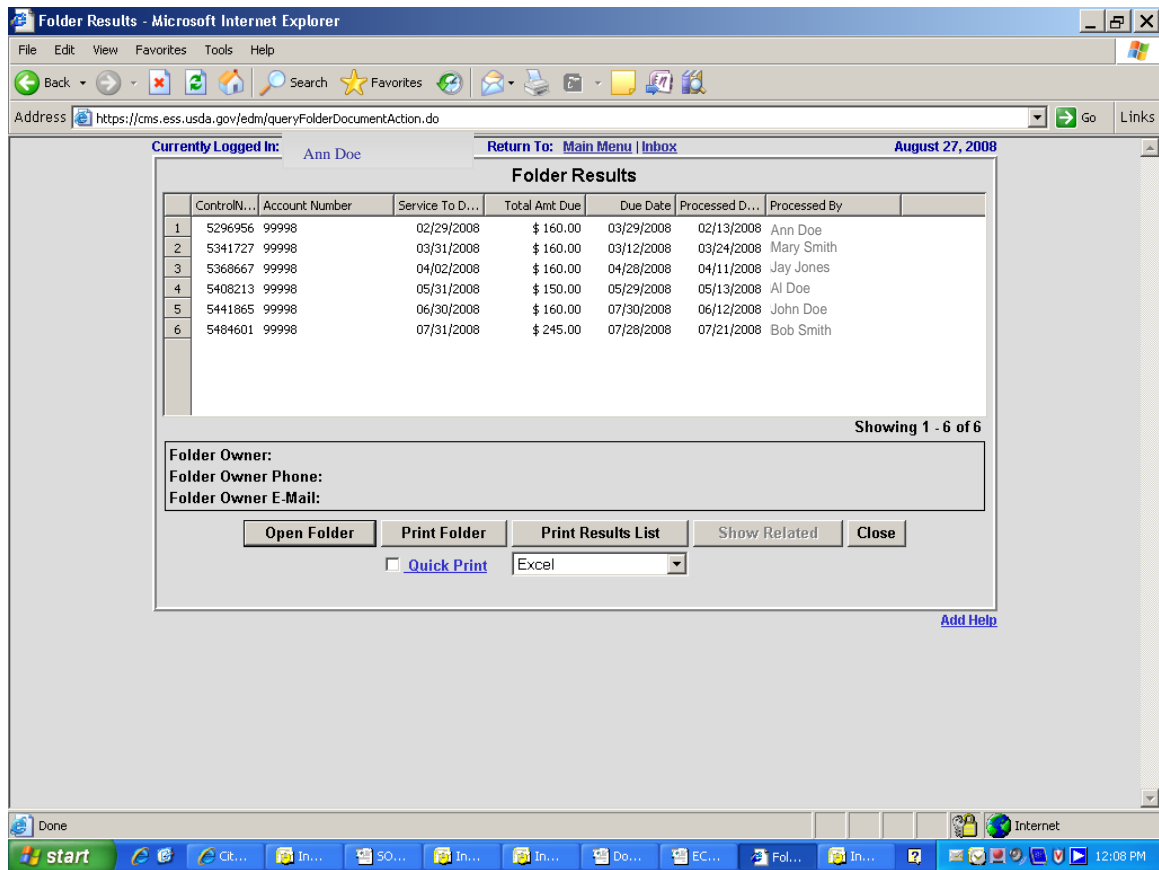 Folder Results - Microsoft Internet Explorer
File Edit View Favorites Tools Help
Back Search Favorites
Address https://cms.ess.usda.gov/edm/queryFolderDocumentAction.do Go Links
Currently Logged In: Ann Doe Return To: Main Menu | Inbox August 27, 2008
Folder Results
ControlN... Account Number Service To D... Total Amt Due Due Date Processed D... Processed By
1 5296956 99998 02/29/2008 $ 160.00 03/29/2008 02/13/2008 Ann Doe
2 5341727 99998 03/31/2008 $ 160.00 03/12/2008 03/24/2008 Mary Smith
3 5368667 99998 04/02/2008 $ 160.00 04/28/2008 04/11/2008 Jay Jones
4 5408213 99998 05/31/2008 $ 150.00 05/29/2008 05/13/2008 Al Doe
5 5441865 99998 06/30/2008 $ 160.00 07/30/2008 06/12/2008 John Doe
6 5484601 99998 07/31/2008 $ 245.00 07/28/2008 07/21/2008 Bob Smith
Showing 1 - 6 of 6
Folder Owner:
Folder Owner Phone:
Folder Owner E-Mail:
Open Folder Print Folder Print Results List Show Related Close
Quick Print Excel
Add Help
Done Internet
start Cit... In... SO... In... In... Do... EC... Fol... In... 12:08 PM